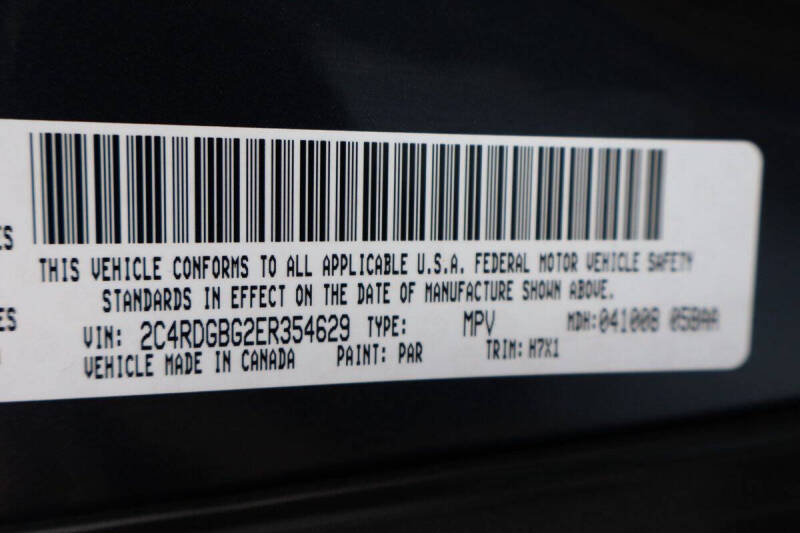 THIS VEHICLE CONFORMS TO ALL APPLICABLE U.S.A. FEDERAL MOTOR VEHICLE SAFETY
STANDARDS IN EFFECT ON THE DATE OF MANUFACTURE SHOWN ABOVE.
VIN: 2C4RDGBG2ER354629 TYPE: MPV MDH: 041008 05BAA
VEHICLE MADE IN CANADA PAINT: PAR TRIM: H7X1